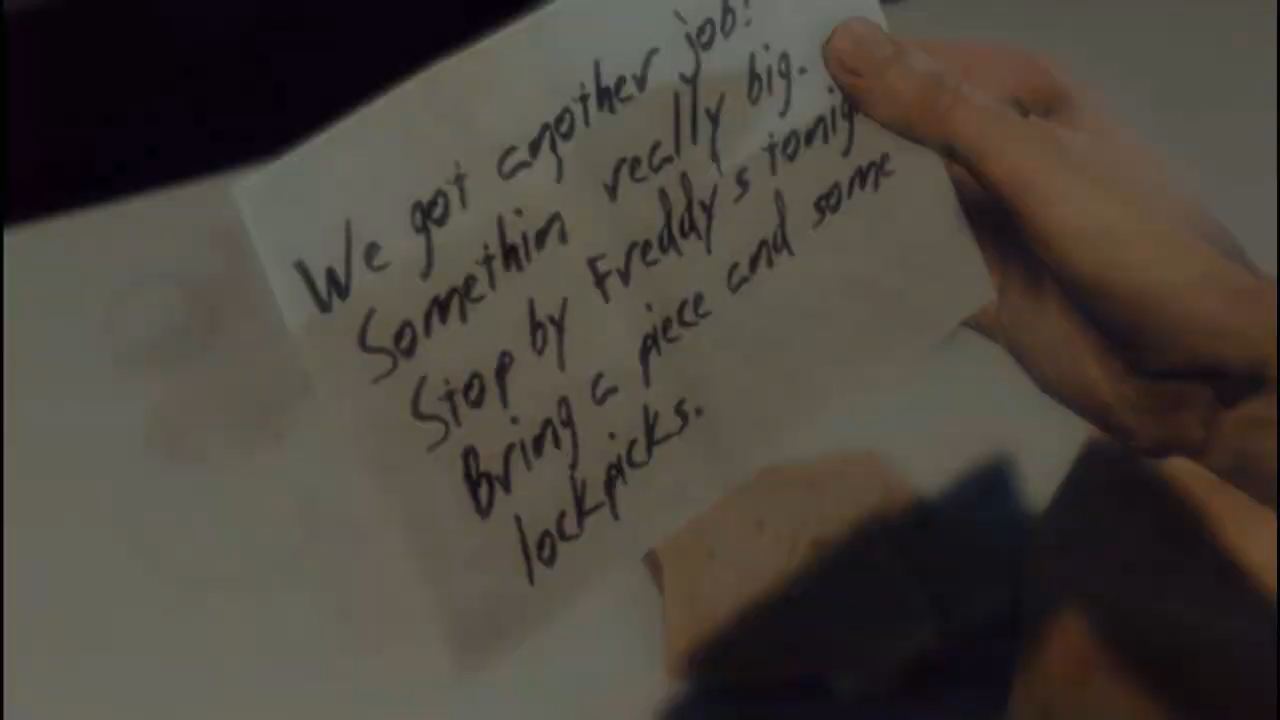 We got another job!
Somethin really big.
Stop by Freddy's
Bring a piece and some
lockpicks.